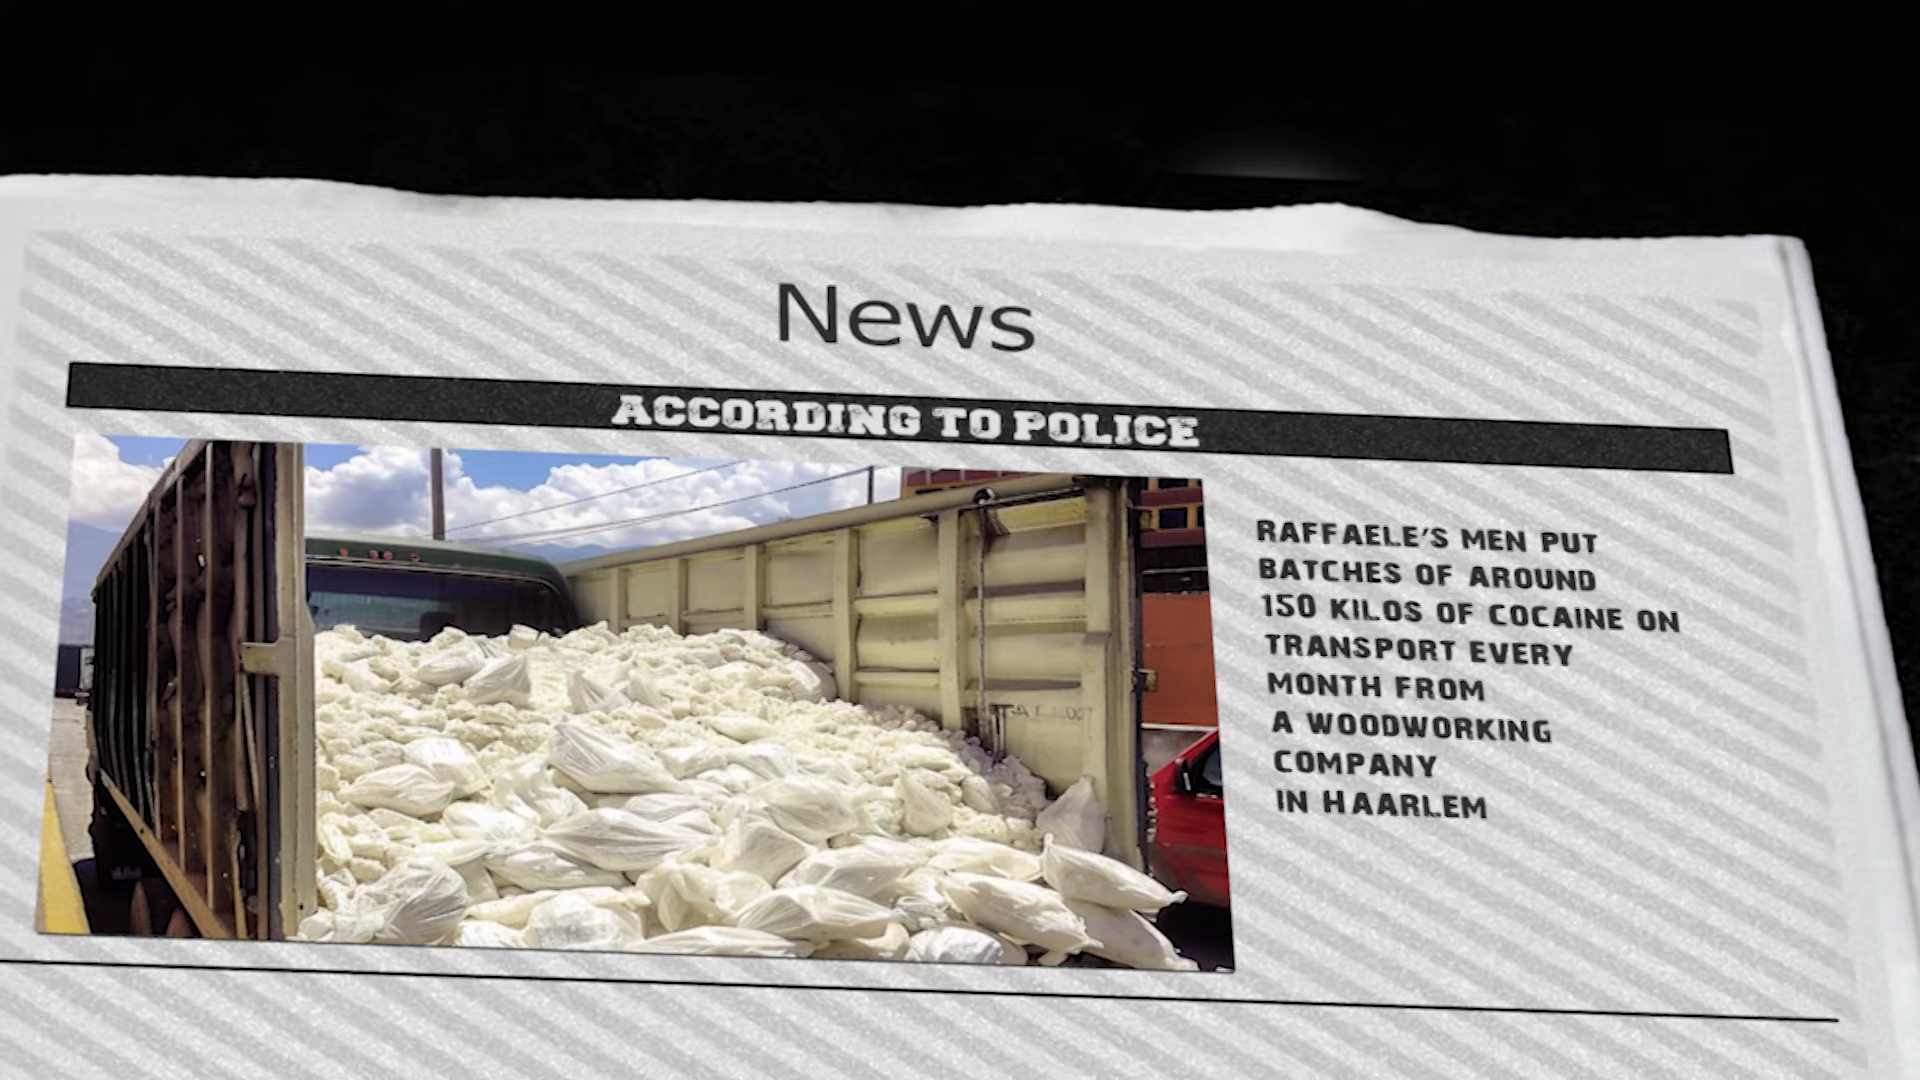 News
ACCORDING TO POLICE
RAFFAELE'S MEN PUT
BATCHES OF AROUND
150 KILOS OF COCAINE ON
TRANSPORT EVERY
MONTH FROM
A WOODWORKING
COMPANY
IN HAARLEM